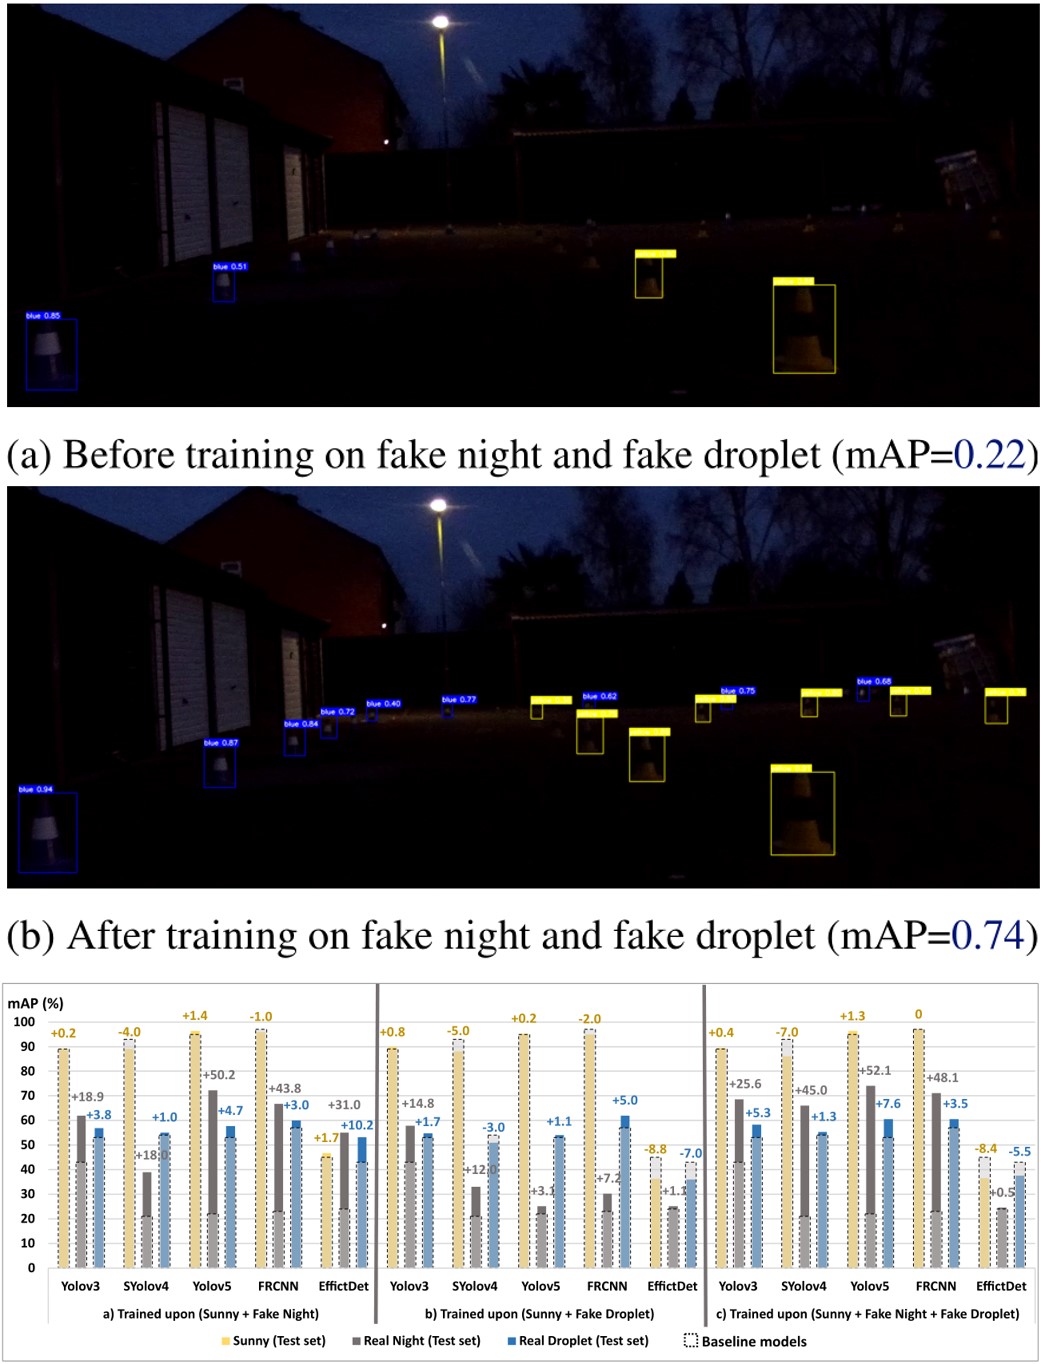 blue 0.51
blue 0.85
(a) Before training on fake night and fake droplet (mAP=0.22)
blue 0.68
blue 0.75
blue 0.62
blue 0.77
blue 0.40
blue 0.72
blue 0.84
blue 0.87
blue 0.94
(b) After training on fake night and fake droplet (mAP=0.74)
mAP (%)
100
90
80
70
60
50
40
30
20
10
0
+0.2 +18.9 +3.8
-4.0 +18.0 +1.0
+1.4 +50.2 +4.7
-1.0 +43.8 +3.0
+1.7 +31.0 +10.2
+0.8 +14.8 +1.7
-5.0 +12.0 -3.0
+0.2 +3.1 +1.1
-2.0 +7.2 +5.0
-8.8 +1.1 -7.0
+0.4 +25.6 +5.3
-7.0 +45.0 +1.3
+1.3 +52.1 +7.6
0 +48.1 +3.5
-8.4 +0.5 -5.5
Yolov3 SYolov4 Yolov5 FRCNN EffictDet Yolov3 SYolov4 Yolov5 FRCNN EffictDet Yolov3 SYolov4 Yolov5 FRCNN EffictDet
a) Trained upon (Sunny + Fake Night) b) Trained upon (Sunny + Fake Droplet) c) Trained upon (Sunny + Fake Night + Fake Droplet)
Sunny (Test set) Real Night (Test set) Real Droplet (Test set) Baseline models